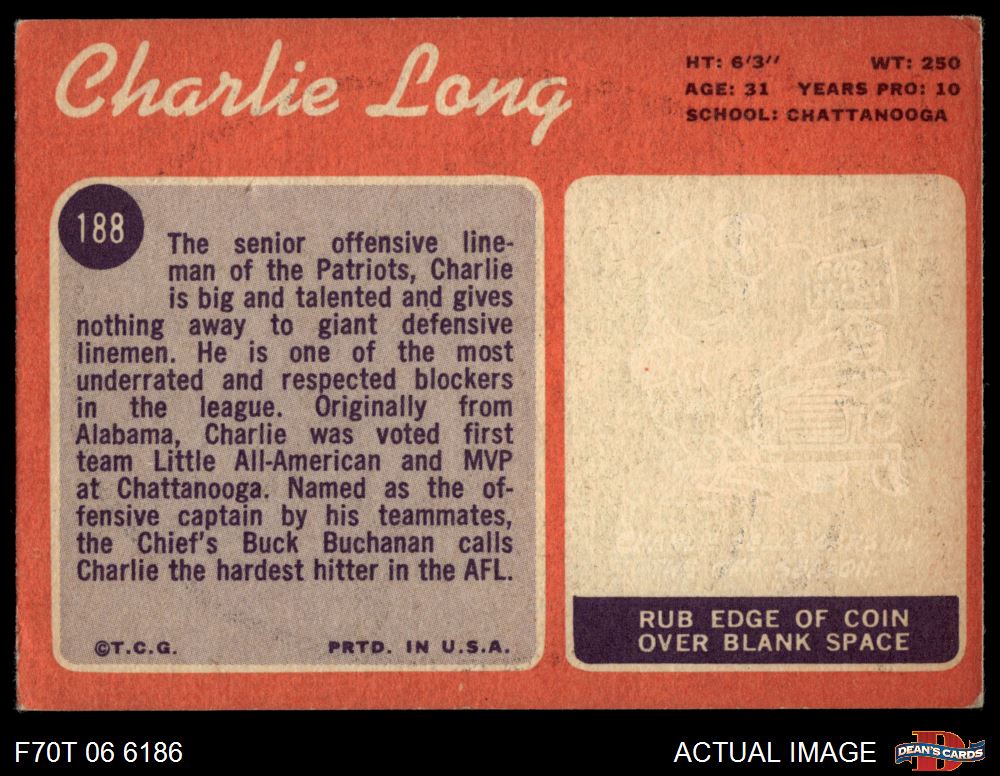 Charlie Long
HT: 6'3" WT: 250
AGE: 31 YEARS PRO: 10
SCHOOL: CHATTANOOGA
188
The senior offensive line-
man of the Patriots, Charlie
is big and talented and gives
nothing away to giant defensive
linemen. He is one of the most
underrated and respected blockers
in the league. Originally from
Alabama, Charlie was voted first
team Little All-American and MVP
at Chattanooga. Named as the of-
fensive captain by his teammates,
the Chief's Buck Buchanan calls
Charlie the hardest hitter in the AFL.
©T.C.G. PRTD. IN U.S.A.
RUB EDGE OF COIN
OVER BLANK SPACE
F70T 06 6186
ACTUAL IMAGE
DEAN'S CARDS